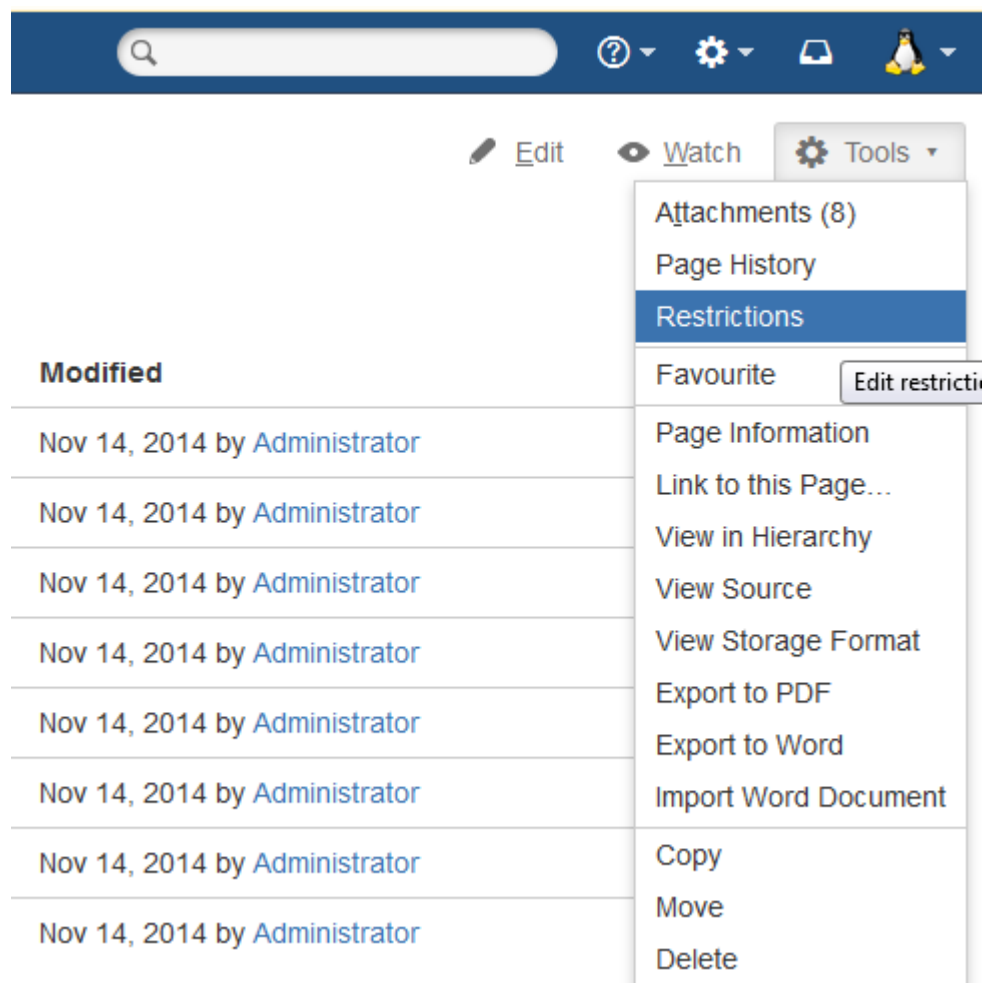 Edit Watch Tools
Attachments (8)
Page History
Restrictions
Favourite
Edit restricti
Page Information
Link to this Page…
View in Hierarchy
View Source
View Storage Format
Export to PDF
Export to Word
Import Word Document
Copy
Move
Delete
Modified
Nov 14, 2014 by Administrator
Nov 14, 2014 by Administrator
Nov 14, 2014 by Administrator
Nov 14, 2014 by Administrator
Nov 14, 2014 by Administrator
Nov 14, 2014 by Administrator
Nov 14, 2014 by Administrator
Nov 14, 2014 by Administrator